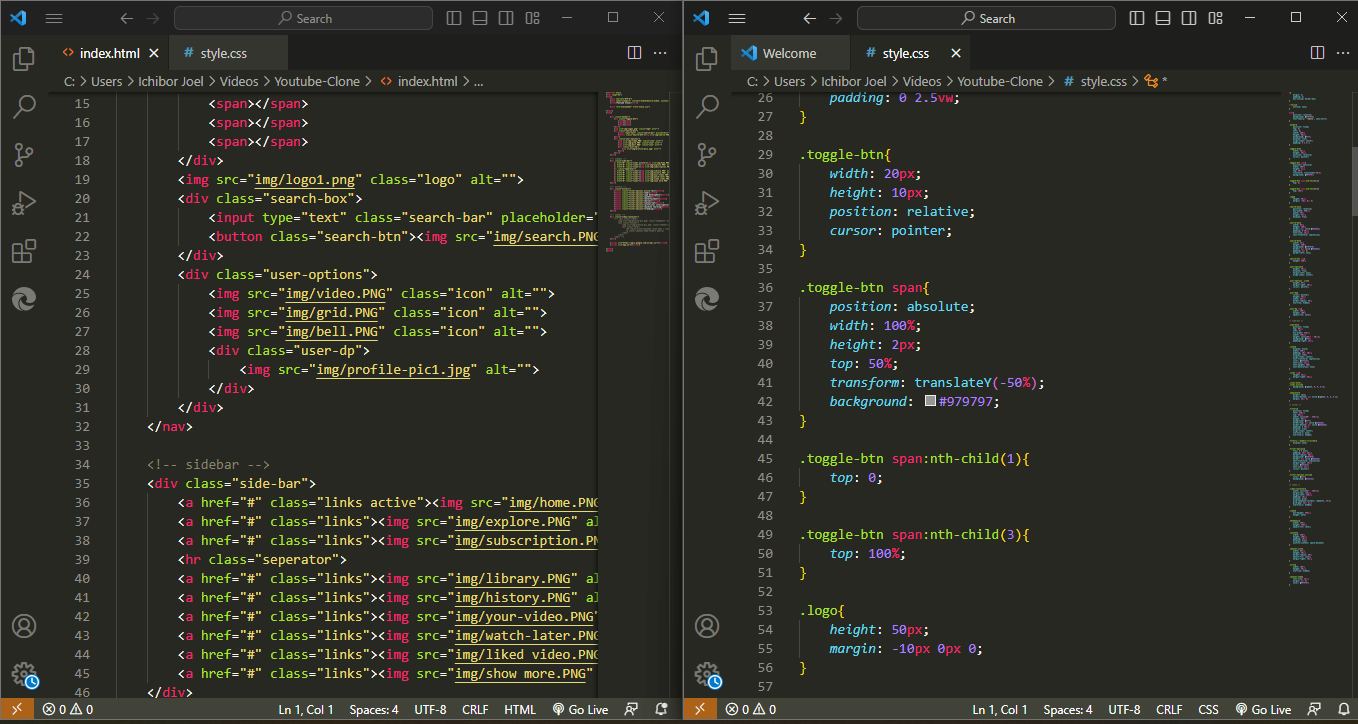 Search
index.html
style.css
C: > Users > Ichibor Joel > Videos > Youtube-Clone > index.html > ...
15 <span></span>
16 <span></span>
17 <span></span>
18 </div>
19 <img src="img/logo1.png" class="logo" alt="">
20 <div class="search-box">
21 <input type="text" class="search-bar" placeholder="
22 <button class="search-btn"><img src="img/search.PNG
23 </div>
24 <div class="user-options">
25 <img src="img/video.PNG" class="icon" alt="">
26 <img src="img/grid.PNG" class="icon" alt="">
27 <img src="img/bell.PNG" class="icon" alt="">
28 <div class="user-dp">
29 <img src="img/profile-pic1.jpg" alt="">
30 </div>
31 </div>
32 </nav>
33
34 <!-- sidebar -->
35 <div class="side-bar">
36 <a href="#" class="links active"><img src="img/home.PNG
37 <a href="#" class="links"><img src="img/explore.PNG" al
38 <a href="#" class="links"><img src="img/subscription.PN
39 <hr class="seperator">
40 <a href="#" class="links"><img src="img/library.PNG" al
41 <a href="#" class="links"><img src="img/history.PNG" al
42 <a href="#" class="links"><img src="img/your-video.PNG"
43 <a href="#" class="links"><img src="img/watch-later.PNG
44 <a href="#" class="links"><img src="img/liked video.PNG
45 <a href="#" class="links"><img src="img/show more.PNG"
46 </div>
0 0 Ln 1, Col 1 Spaces: 4 UTF-8 CRLF HTML Go Live
Search
Welcome
style.css
C: > Users > Ichibor Joel > Videos > Youtube-Clone > # style.css > *
26 padding: 0 2.5vw;
27 }
28
29 .toggle-btn{
30 width: 20px;
31 height: 10px;
32 position: relative;
33 cursor: pointer;
34 }
35
36 .toggle-btn span{
37 position: absolute;
38 width: 100%;
39 height: 2px;
40 top: 50%;
41 transform: translateY(-50%);
42 background: #979797;
43 }
44
45 .toggle-btn span:nth-child(1){
46 top: 0;
47 }
48
49 .toggle-btn span:nth-child(3){
50 top: 100%;
51 }
52
53 .logo{
54 height: 50px;
55 margin: -10px 0px 0;
56 }
57
0 0 Ln 1, Col 1 Spaces: 4 UTF-8 CRLF CSS Go Live